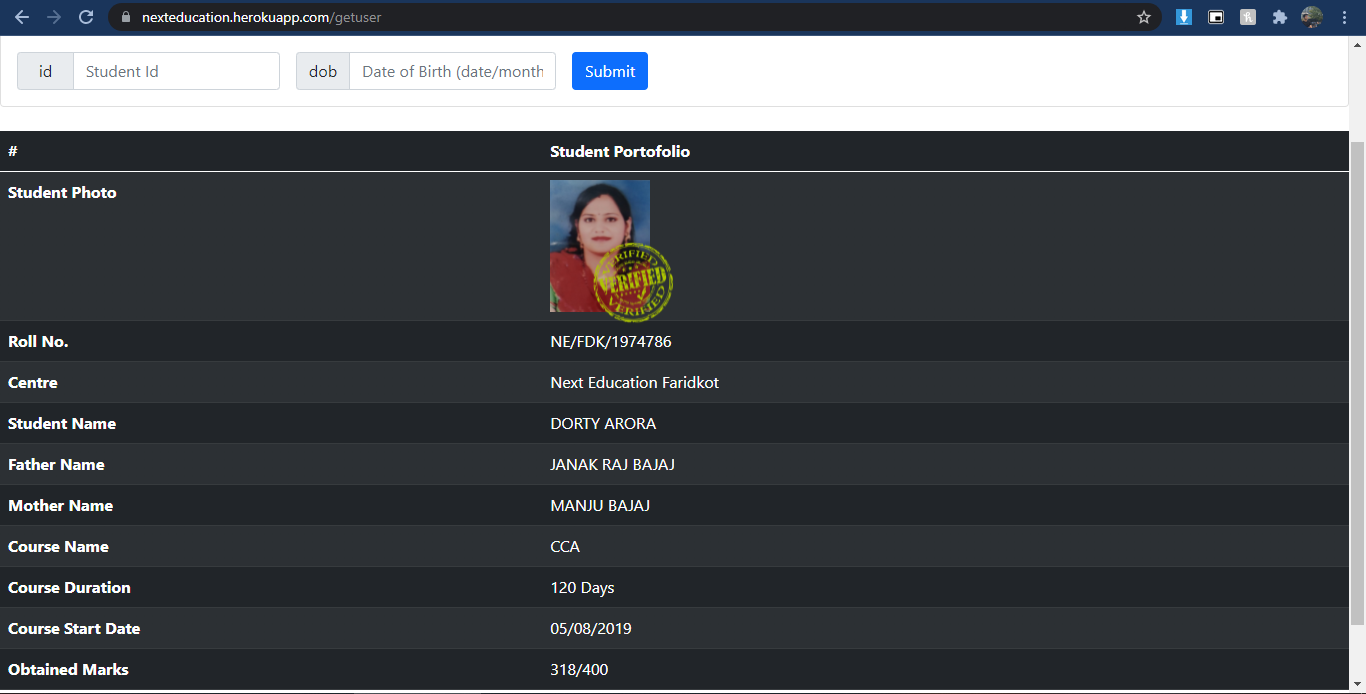 nexteducation.herokuapp.com/getuser
id Student Id dob Date of Birth (date/month Submit
# Student Portofolio
Student Photo
VERIFIED
VERIFIED
VERIFIED
Roll No. NE/FDK/1974786
Centre Next Education Faridkot
Student Name DORTY ARORA
Father Name JANAK RAJ BAJAJ
Mother Name MANJU BAJAJ
Course Name CCA
Course Duration 120 Days
Course Start Date 05/08/2019
Obtained Marks 318/400